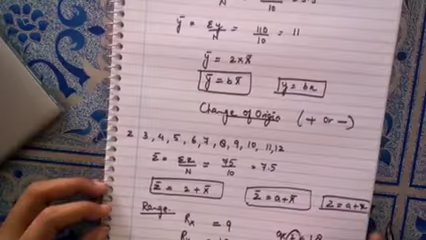 10
ȳ = Σy/N = 110/10 = 11
ȳ = 2×x̄
ȳ = bx̄    y = bx
Change of Origin (+ or -)
2 3, 4, 5, 6, 7, 8, 9, 10, 11, 12
z̄ = Σz/N = 75/10 = 7.5
z̄ = 2+x̄    z̄ = a+x̄    z = a+x
Range
Rx = 9